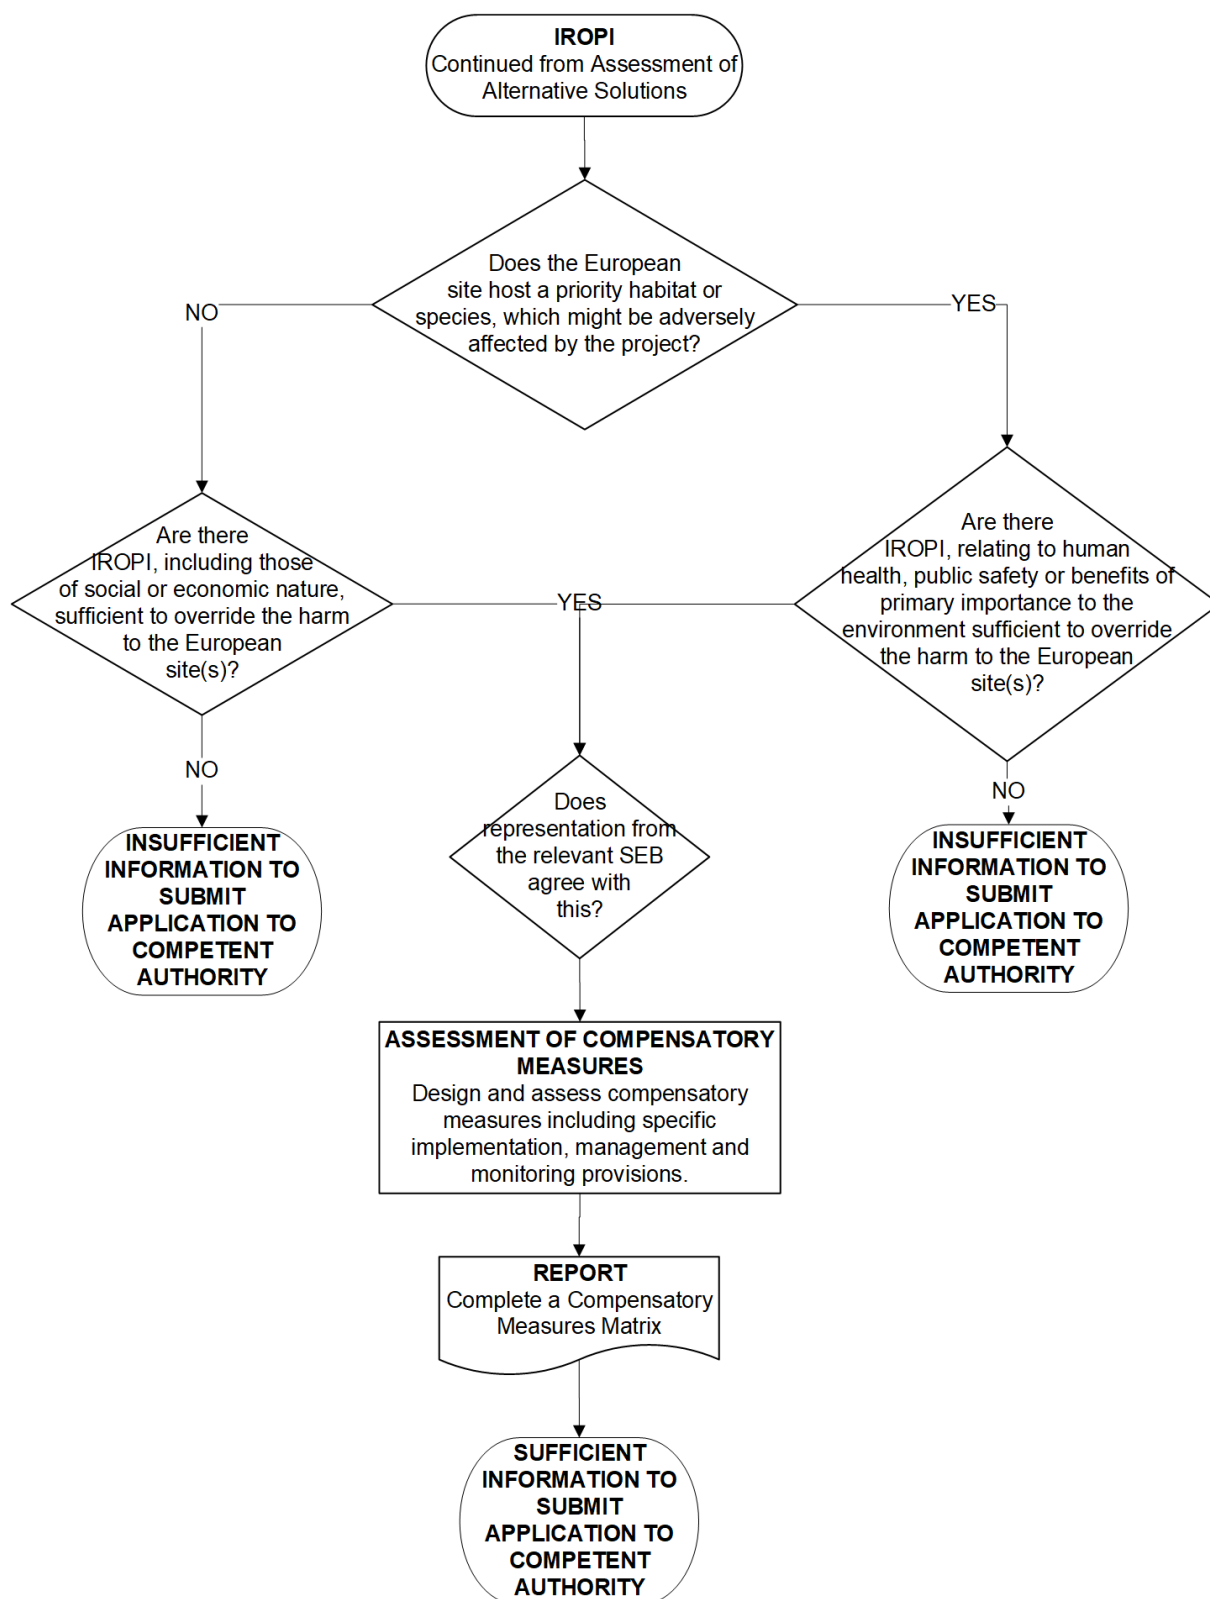 IROPI
Continued from Assessment of
Alternative Solutions
Does the European
site host a priority habitat or
species, which might be adversely
affected by the project?
NO
YES
Are there
IROPI, including those
of social or economic nature,
sufficient to override the harm
to the European
site(s)?
YES
Are there
IROPI, relating to human
health, public safety or benefits of
primary importance to the
environment sufficient to override
the harm to the European
site(s)?
NO
INSUFFICIENT
INFORMATION TO
SUBMIT
APPLICATION TO
COMPETENT
AUTHORITY
Does
representation from
the relevant SEB
agree with
this?
NO
INSUFFICIENT
INFORMATION TO
SUBMIT
APPLICATION TO
COMPETENT
AUTHORITY
ASSESSMENT OF COMPENSATORY
MEASURES
Design and assess compensatory
measures including specific
implementation, management and
monitoring provisions.
REPORT
Complete a Compensatory
Measures Matrix
SUFFICIENT
INFORMATION TO
SUBMIT
APPLICATION TO
COMPETENT
AUTHORITY